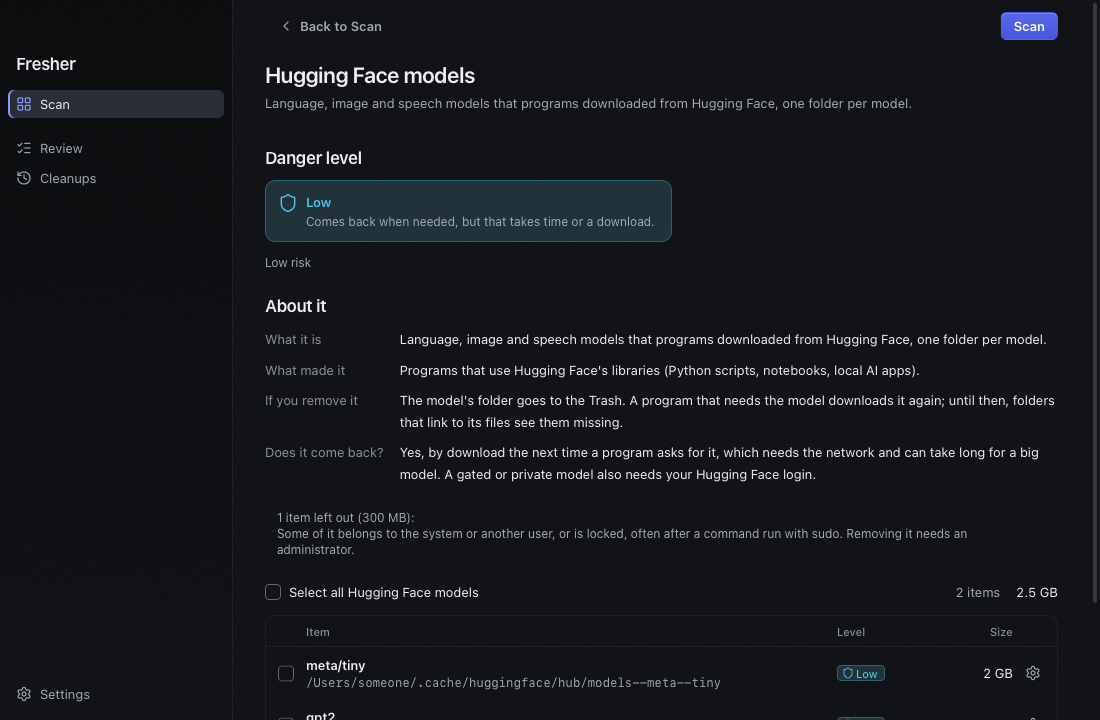 Back to Scan
Scan
Fresher
Scan
Review
Cleanups
Settings
Hugging Face models
Language, image and speech models that programs downloaded from Hugging Face, one folder per model.
Danger level
Low
Comes back when needed, but that takes time or a download.
Low risk
About it
What it is
Language, image and speech models that programs downloaded from Hugging Face, one folder per model.
What made it
Programs that use Hugging Face's libraries (Python scripts, notebooks, local AI apps).
If you remove it
The model's folder goes to the Trash. A program that needs the model downloads it again; until then, folders
that link to its files see them missing.
Does it come back?
Yes, by download the next time a program asks for it, which needs the network and can take long for a big
model. A gated or private model also needs your Hugging Face login.
1 item left out (300 MB):
Some of it belongs to the system or another user, or is locked, often after a command run with sudo. Removing it needs an
administrator.
Select all Hugging Face models
2 items
2.5 GB
Item
Level
Size
meta/tiny
/Users/someone/.cache/huggingface/hub/models--meta--tiny
Low
2 GB
gpt2